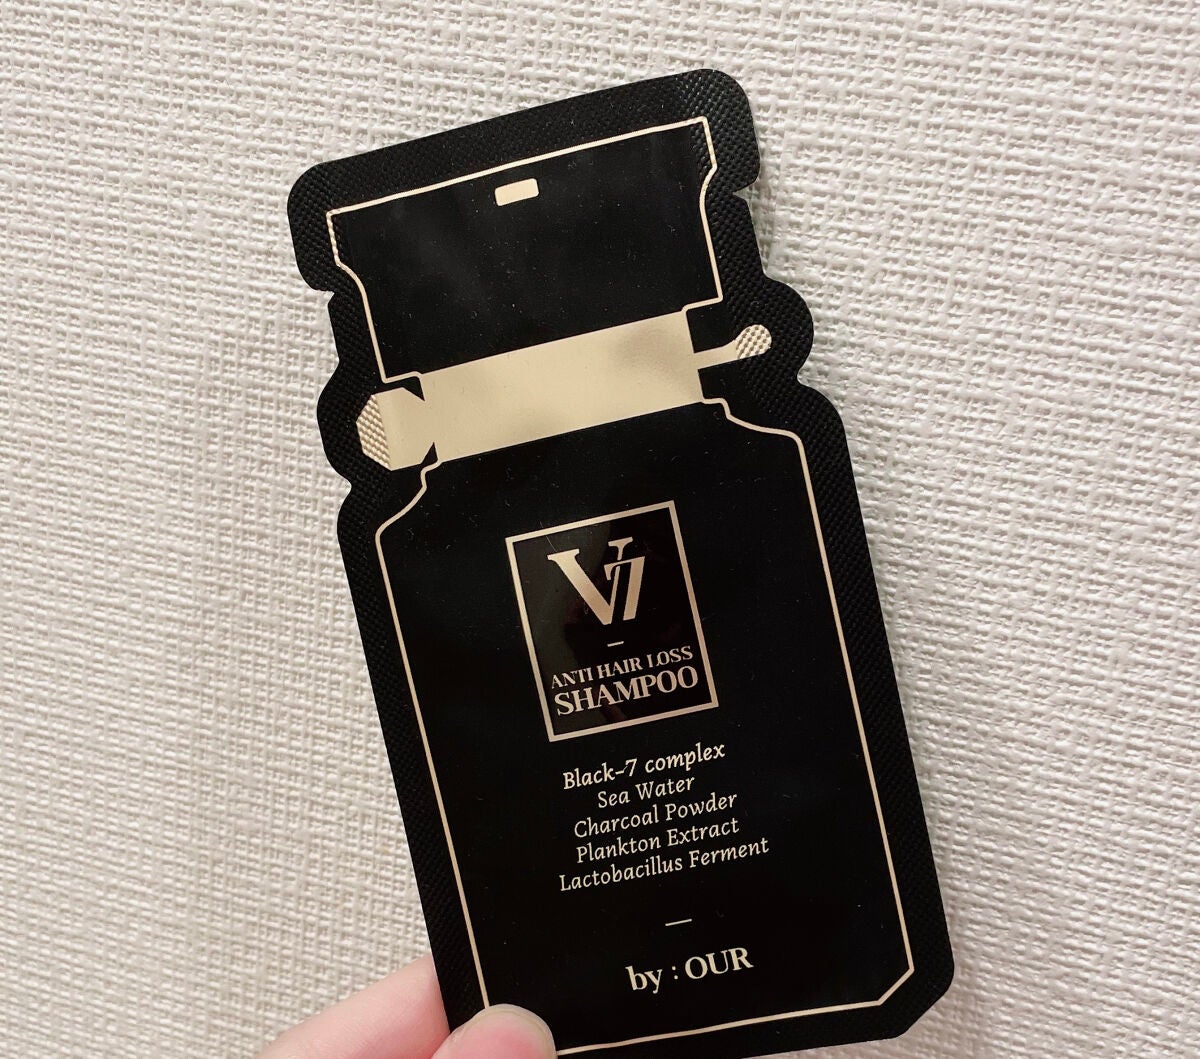 V7
ANTI HAIR LOSS
SHAMPOO
Black-7 complex
Sea Water
Charcoal Powder
Plankton Extract
Lactobacillus Ferment
by : OUR